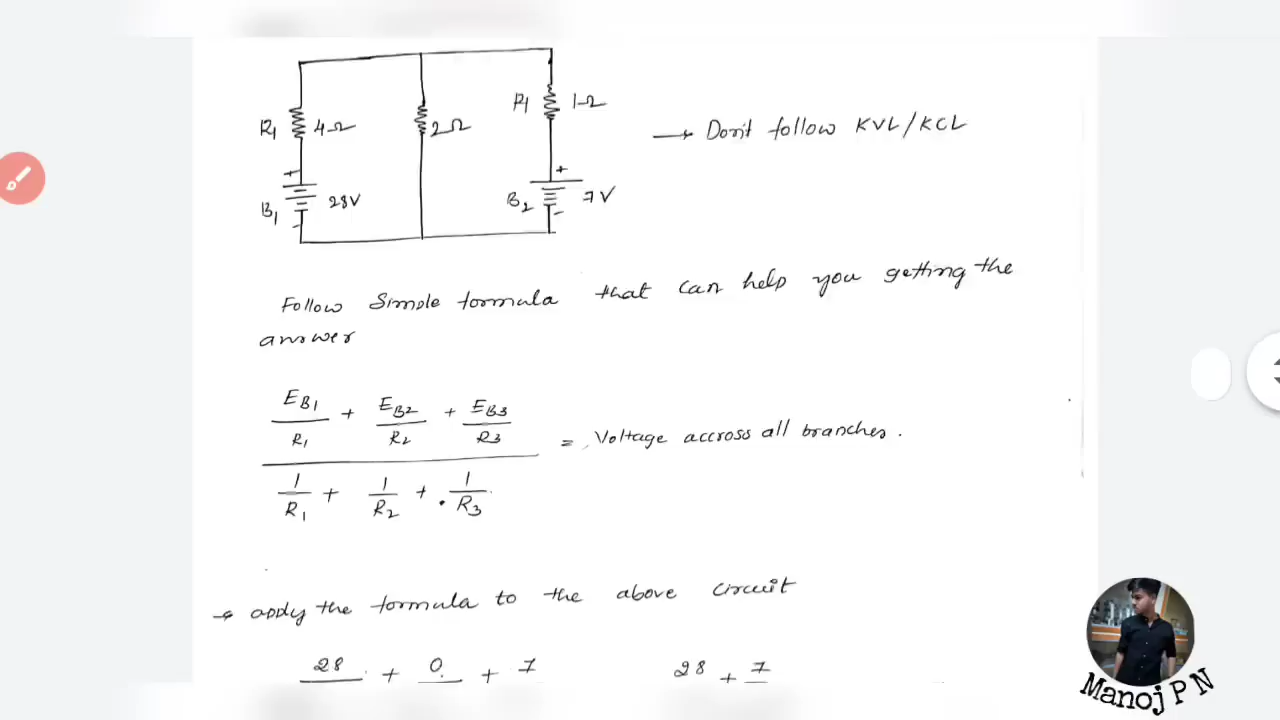 R1 4Ω
2Ω
R1 1Ω
→ Don't follow KVL/KCL
+
+
B1 28V
B2 7V
-
-
Follow Simple formula that can help you getting the
answer
EB1/R1 + EB2/R2 + EB3/R3
= Voltage accross all branches.
1/R1 + 1/R2 + 1/R3
→ apply the formula to the above circuit
28 + 0 + 7
28 + 7
Manoj P N